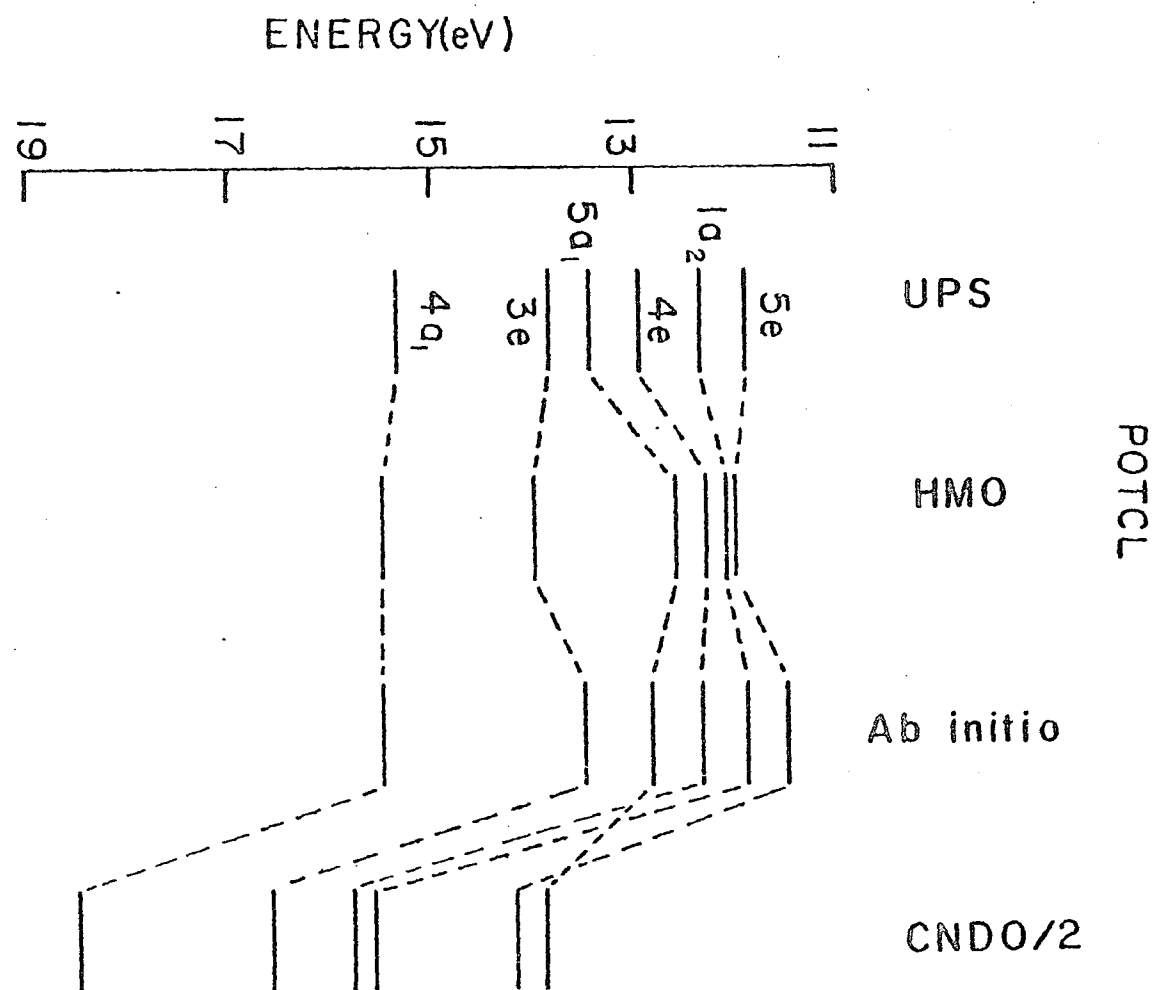 ENERGY(eV)
19 17 15 13 11
4a₁
3e
5a₁
4e
1a₂
5e
UPS
HMO
Ab initio
CNDO/2
POTCL